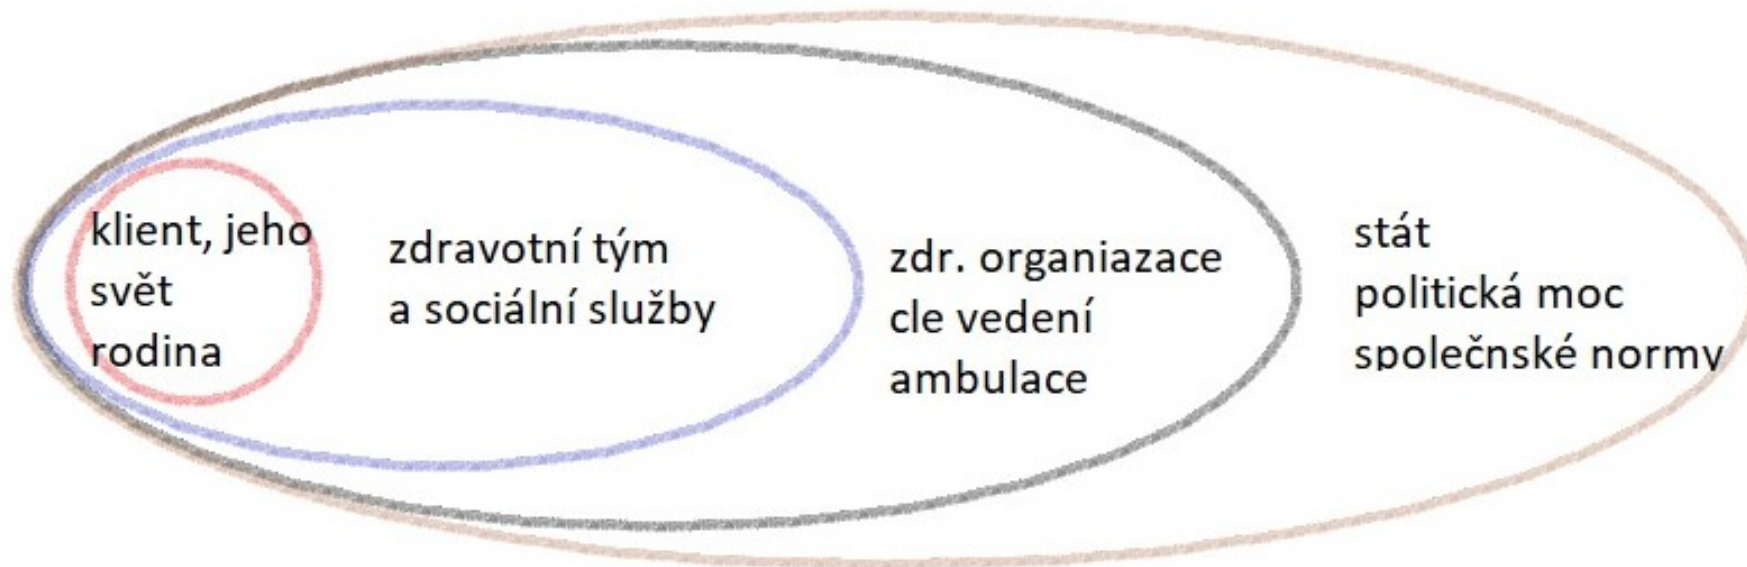 klient, jeho
svět
rodina
zdravotní tým
a sociální služby
zdr. organiazace
cle vedení
ambulace
stát
politická moc
společnské normy